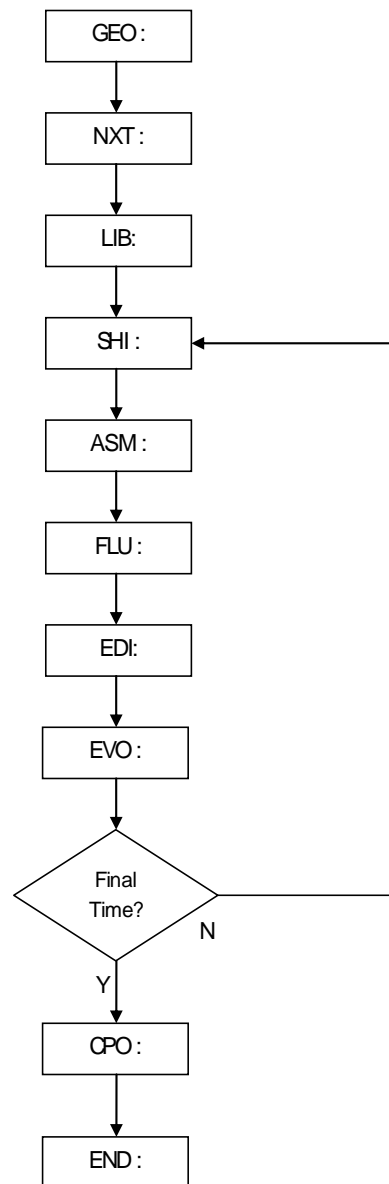 GEO:
NXT:
LIB:
SHI:
ASM:
FLU:
EDI:
EVO:
Final
Time?
N
Y
CPO:
END: